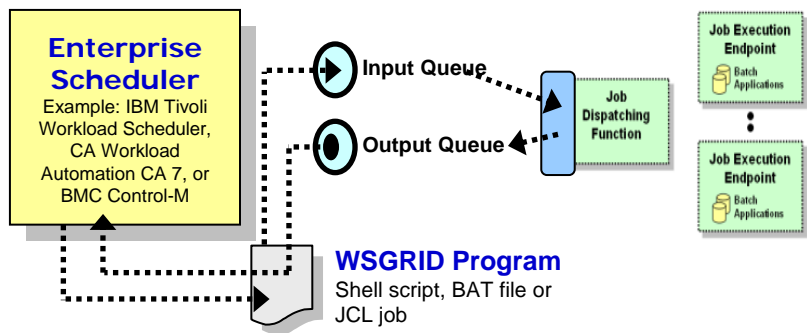 Enterprise
Scheduler
Example: IBM Tivoli
Workload Scheduler,
CA Workload
Automation CA 7, or
BMC Control-M
Input Queue
Output Queue
Job
Dispatching
Function
Job Execution
Endpoint
Batch
Applications
Job Execution
Endpoint
Batch
Applications
WSGRID Program
Shell script, BAT file or
JCL job